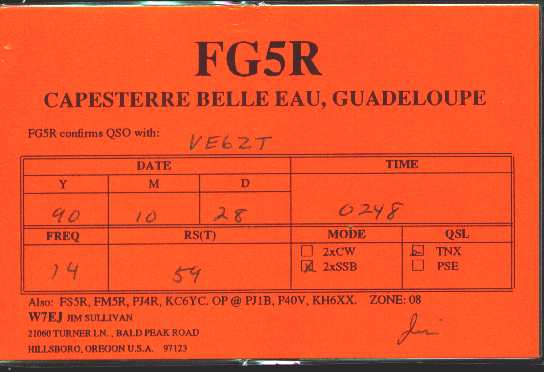 FG5R
CAPESTERRE BELLE EAU, GUADELOUPE
FG5R confirms QSO with: VE6ZT
DATE TIME
Y M D
90 10 28 0248
FREQ RS(T) MODE QSL
14 59 2xCW TNX
2xSSB PSE
Also: FS5R, FM5R, PJ4R, KC6YC. OP @ PJ1B, P40V, KH6XX. ZONE: 08
W7EJ JIM SULLIVAN
21060 TURNER LN. , BALD PEAK ROAD
Jim
HILLSBORO, OREGON U.S.A. 97123